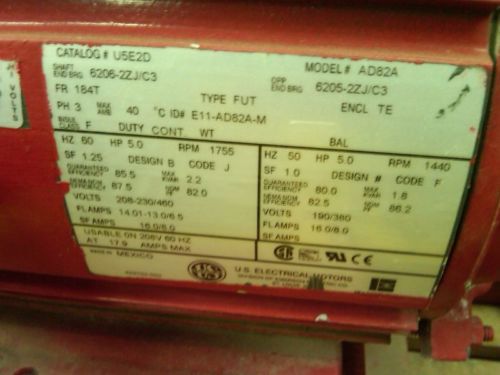 CATALOG # U5E2D MODEL # AD82A
SHAFT END BRG 6206-2ZJ/C3 OPP END BRG 6205-2ZJ/C3
FR 184T TYPE FUT ENCL TE
PH 3 MAX AMB 40 °C ID# E11-AD82A-M
INSUL CLASS F DUTY CONT. WT BAL
HZ 60 HP 5.0 RPM 1755
SF 1.25 DESIGN B CODE J
GUARANTEED EFFICIENCY 85.5 MAX KVAR 2.2
NEMA NOM EFFICIENCY 87.5 NOM PF 82.0
VOLTS 208-230/460
FLAMPS 14.01-13.0/6.5
SF AMPS 16.0/8.0
USABLE ON 208V 60 HZ
AT 17.9 AMPS MAX
HZ 50 HP 5.0 RPM 1440
SF 1.0 DESIGN # CODE F
GUARANTEED EFFICIENCY 80.0 MAX KVAR 1.8
NEMA NOM EFFICIENCY 82.5 NOM PF 86.2
VOLTS 190/380
FLAMPS 16.0/8.0
SF AMPS
MADE IN MEXICO
U.S. ELECTRICAL MOTORS
VOLTS